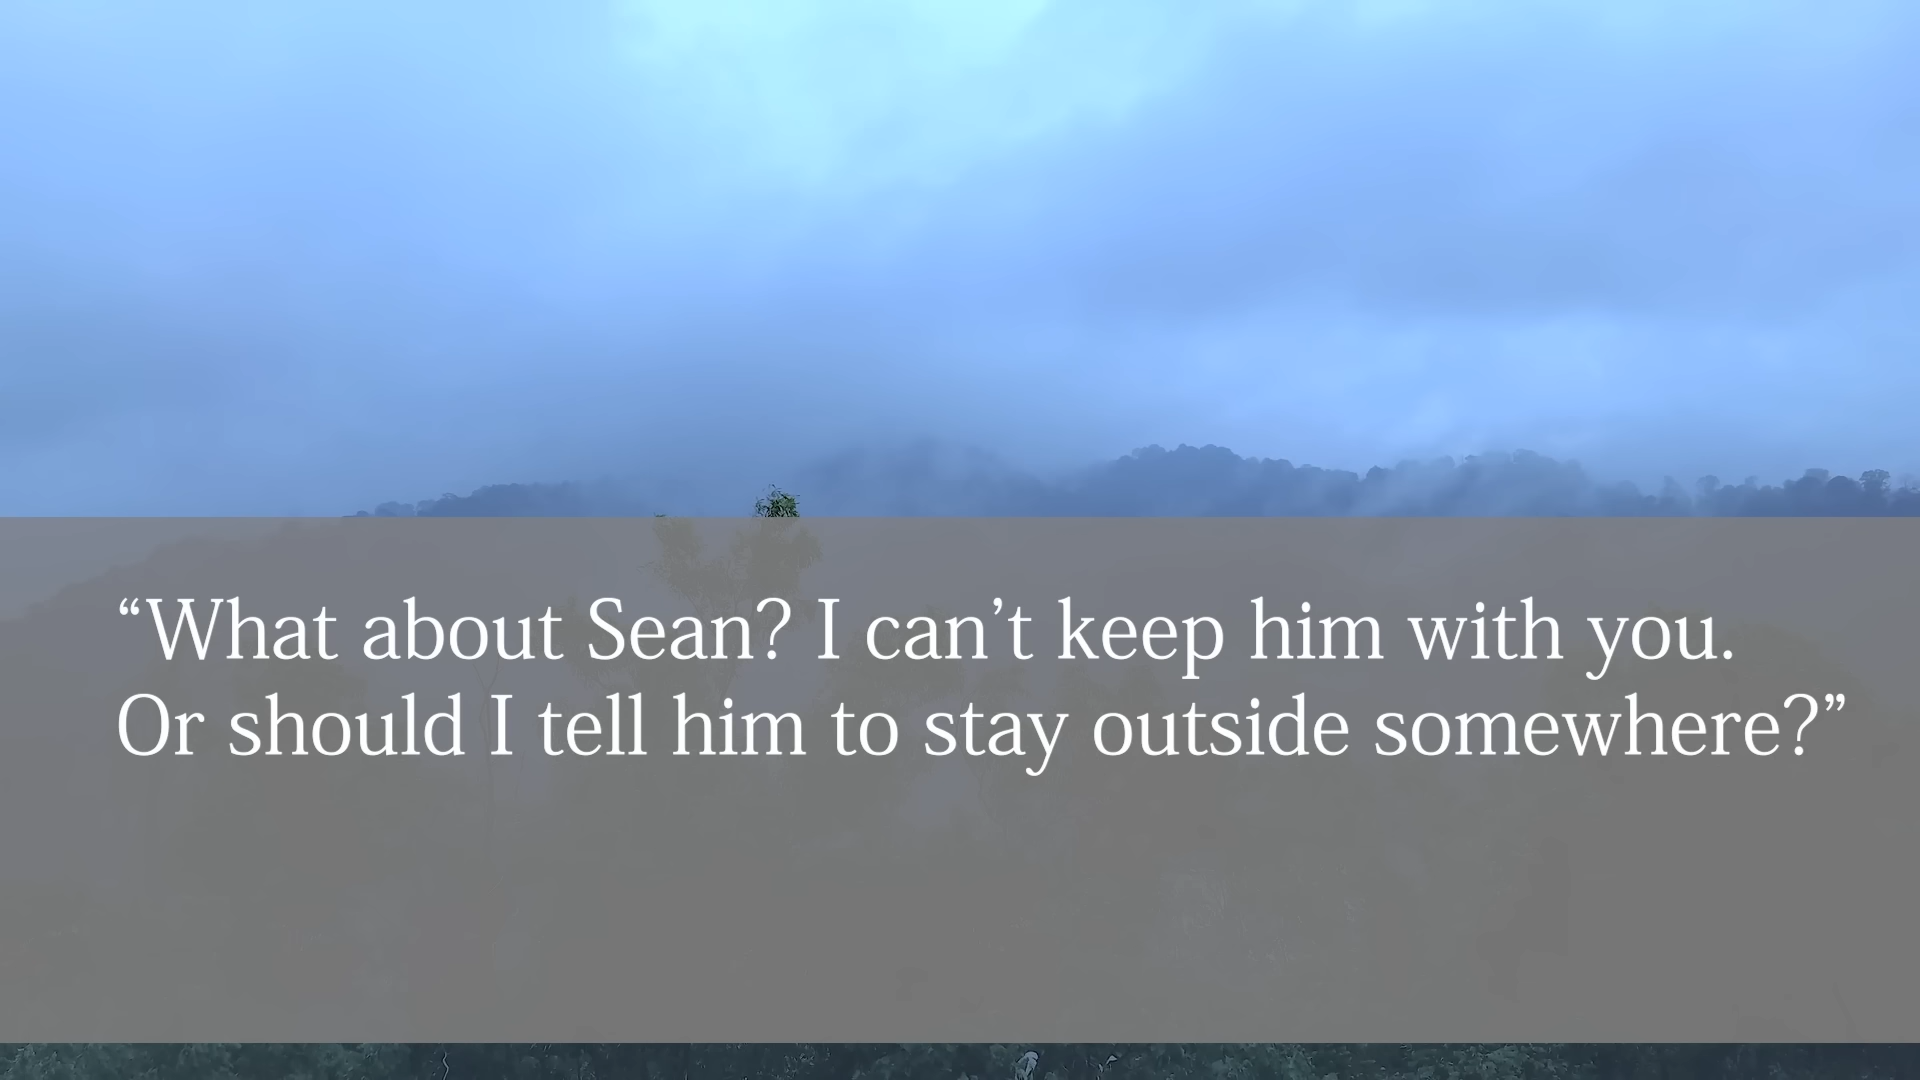 “What about Sean? I can’t keep him with you.
Or should I tell him to stay outside somewhere?”